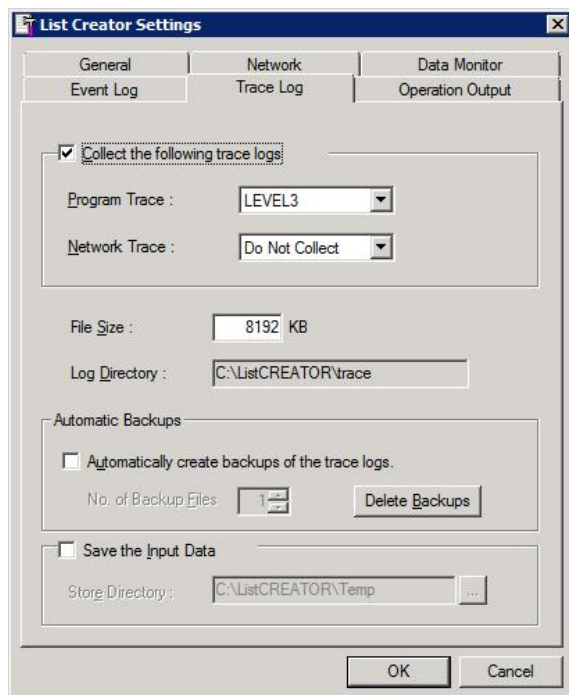 List Creator Settings
General Network Data Monitor
Event Log Trace Log Operation Output
Collect the following trace logs
Program Trace : LEVEL3
Network Trace : Do Not Collect
File Size : 8192 KB
Log Directory : C:\ListCREATOR\trace
Automatic Backups
Automatically create backups of the trace logs.
No. of Backup Files 1 Delete Backups
Save the Input Data
Store Directory : C:\ListCREATOR\Temp ...
OK Cancel